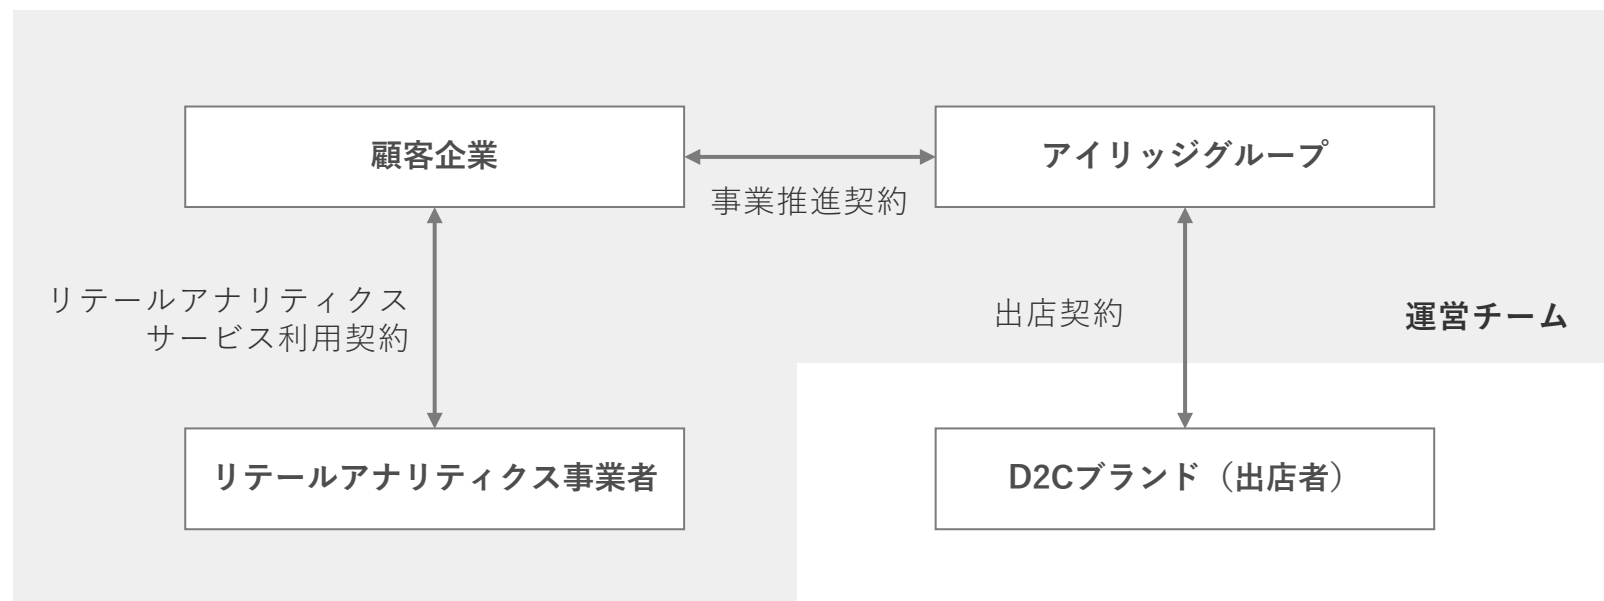 顧客企業
アイリッジグループ
事業推進契約
リテールアナリティクス
サービス利用契約
出店契約
運営チーム
リテールアナリティクス事業者
D2Cブランド（出店者）